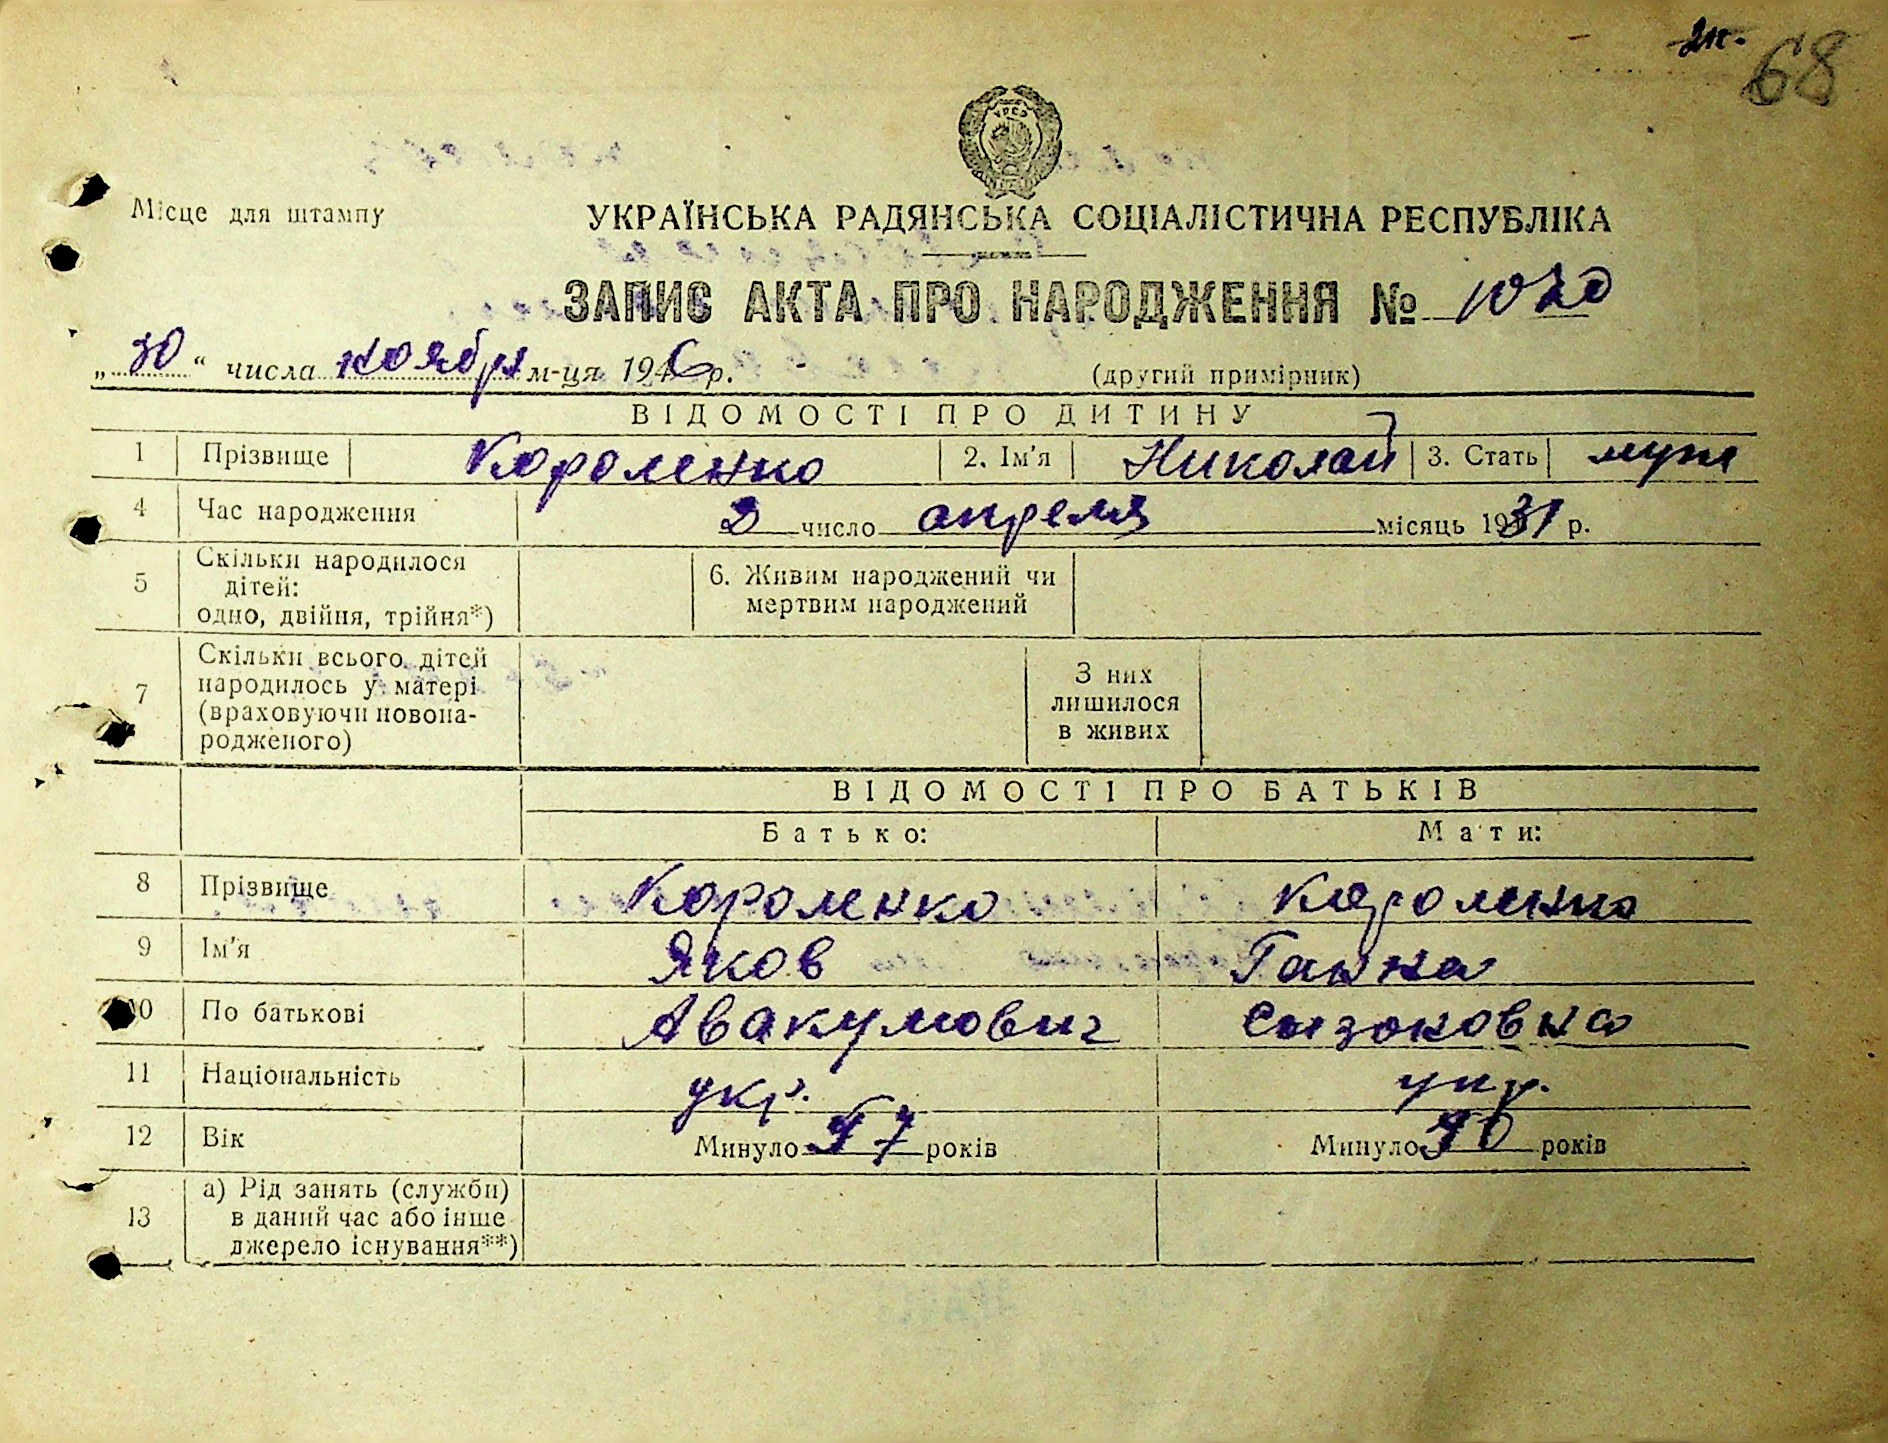 68
Місце для штампу
УКРАЇНСЬКА РАДЯНСЬКА СОЦІАЛІСТИЧНА РЕСПУБЛІКА
ЗАПИС АКТА ПРО НАРОДЖЕННЯ № 1020
„30“ числа ноября м-ця 1946 р. (другий примірник)
ВІДОМОСТІ ПРО ДИТИНУ
1 Прізвище Короленко 2. Ім'я Николай 3. Стать муж
4 Час народження 2 число апреля місяць 1931 р.
5 Скільки народилося дітей: одно, двійня, трійня*) 6. Живим народжений чи мертвим народжений
7 Скільки всього дітей народилось у матері (враховуючи новонародженого) З них лишилося в живих
ВІДОМОСТІ ПРО БАТЬКІВ
Батько: Мати:
8 Прізвище Короленко Короленко
9 Ім'я Яков Ганна
10 По батькові Авакумович
11 Національність укр. укр.
12 Вік Минуло років Минуло років
13 а) Рід занять (служби) в даний час або інше джерело існування**)